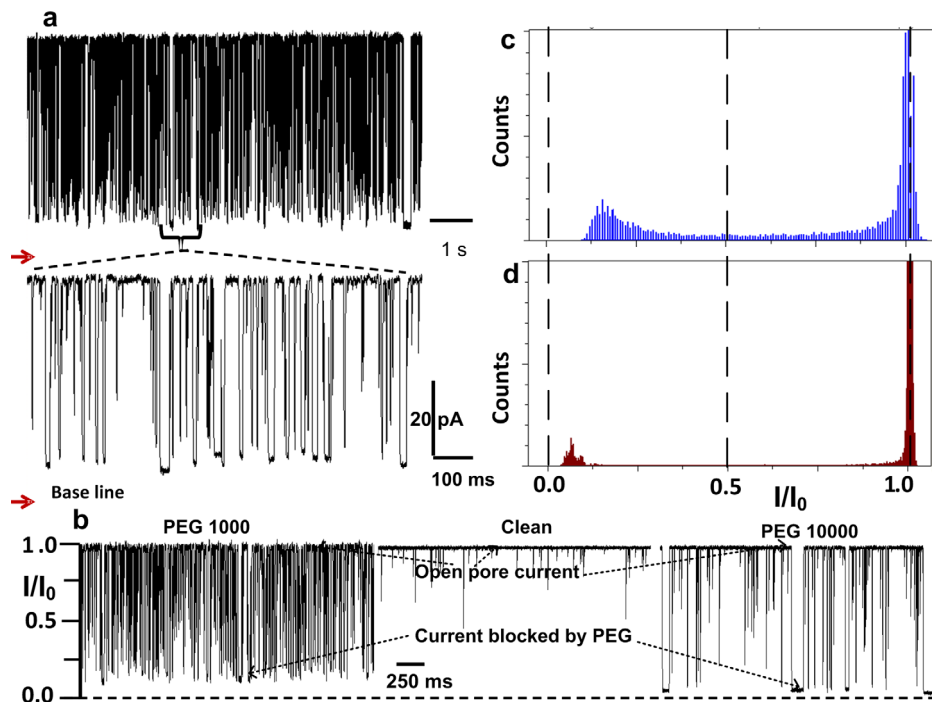 a
1 s
20 pA
100 ms
Base line
c
Counts
d
Counts
0.0
0.5
1.0
I/I₀
b
PEG 1000
Clean
PEG 10000
1.0
I/I₀
0.5
0.0
Open pore current
Current blocked by PEG
250 ms